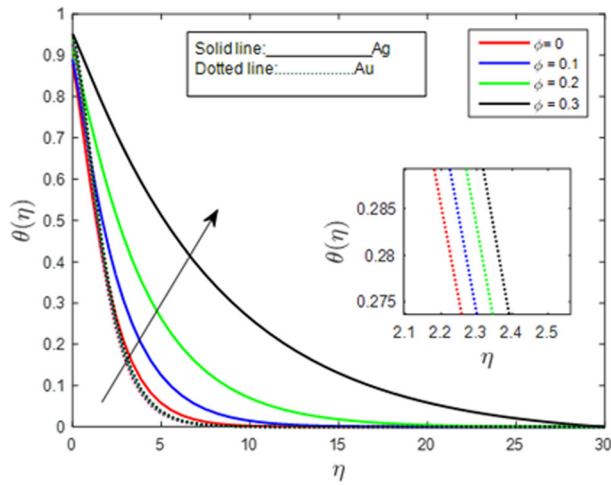 Solid line:____________Ag
Dotted line:..................Au
ϕ= 0
ϕ = 0.1
ϕ = 0.2
ϕ = 0.3
1
0.9
0.8
0.7
0.6
0.5
0.4
0.3
0.2
0.1
0
θ(η)
0 5 10 15 20 25 30
η
0.285
0.28
0.275
θ(η)
2.1 2.2 2.3 2.4 2.5
η